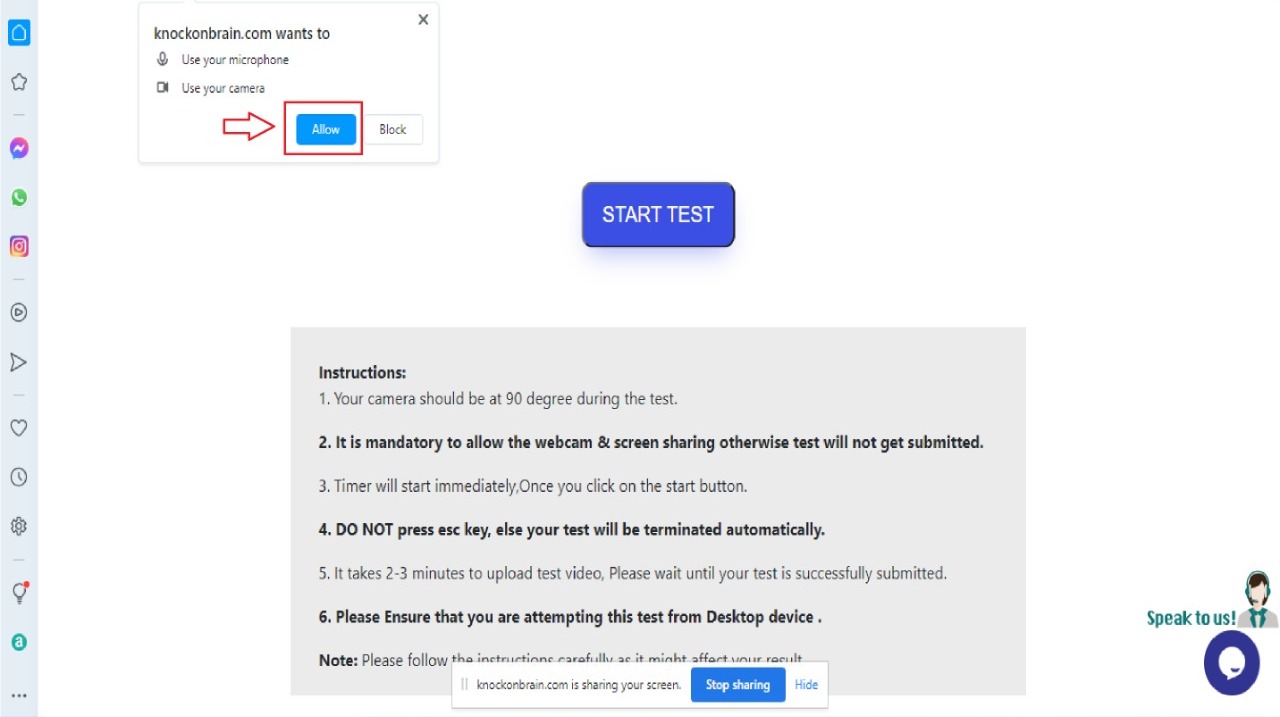 knockonbrain.com wants to
Use your microphone
Use your camera
Allow
Block
START TEST
Instructions:
1. Your camera should be at 90 degree during the test.
2. It is mandatory to allow the webcam & screen sharing otherwise test will not get submitted.
3. Timer will start immediately,Once you click on the start button.
4. DO NOT press esc key, else your test will be terminated automatically.
5. It takes 2-3 minutes to upload test video, Please wait until your test is successfully submitted.
6. Please Ensure that you are attempting this test from Desktop device .
Note: Please follow the instructions carefully as it might affect your result
knockonbrain.com is sharing your screen.
Stop sharing
Hide
Speak to us!
a